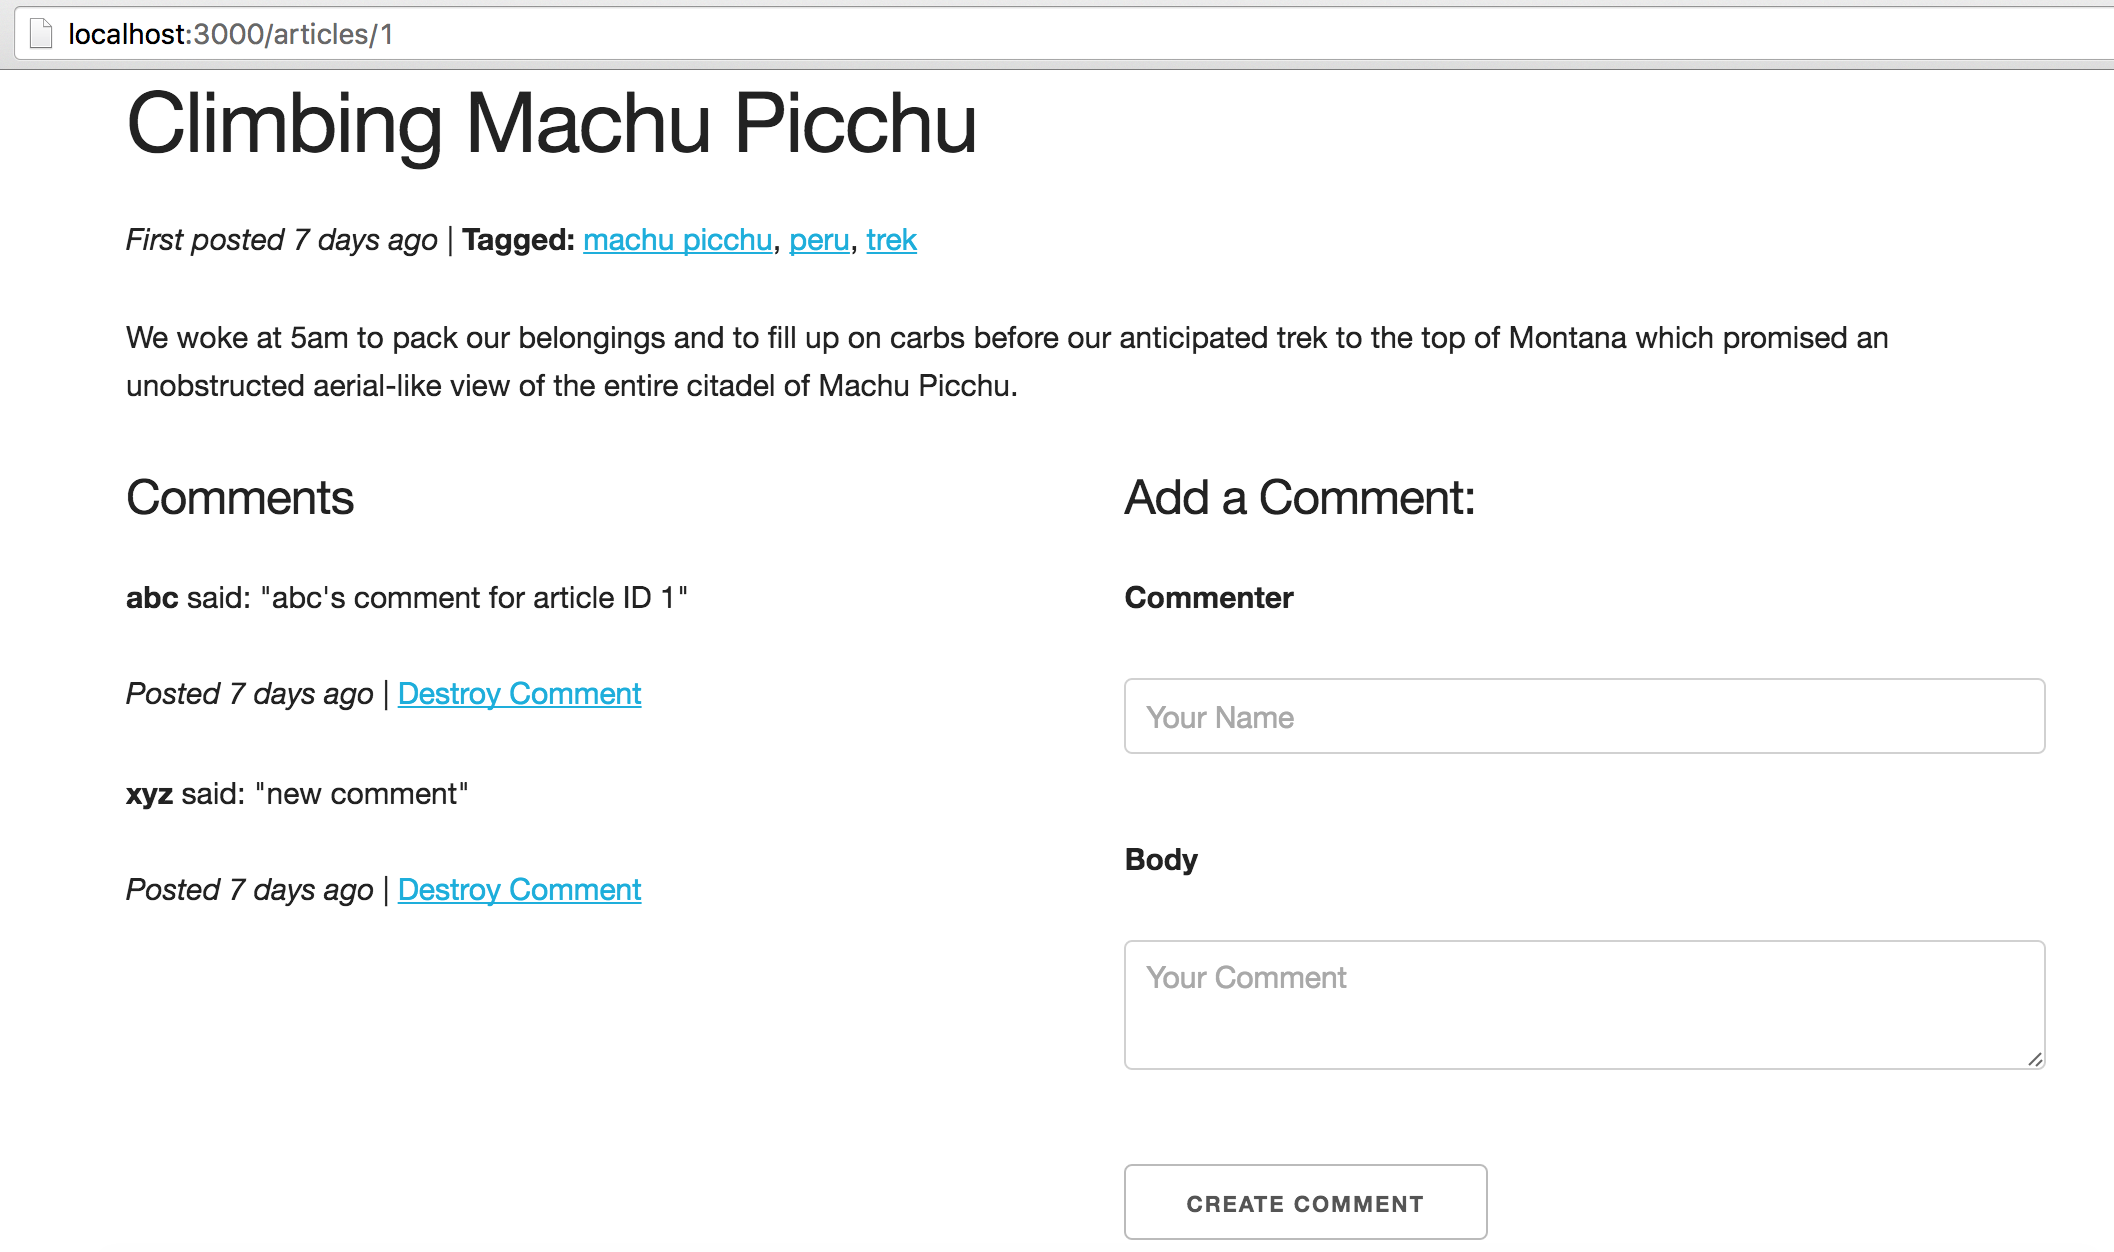 localhost:3000/articles/1
Climbing Machu Picchu
First posted 7 days ago | Tagged: machu picchu, peru, trek
We woke at 5am to pack our belongings and to fill up on carbs before our anticipated trek to the top of Montana which promised an
unobstructed aerial-like view of the entire citadel of Machu Picchu.
Comments
abc said: "abc's comment for article ID 1"
Posted 7 days ago | Destroy Comment
xyz said: "new comment"
Posted 7 days ago | Destroy Comment
Add a Comment:
Commenter
Your Name
Body
Your Comment
CREATE COMMENT